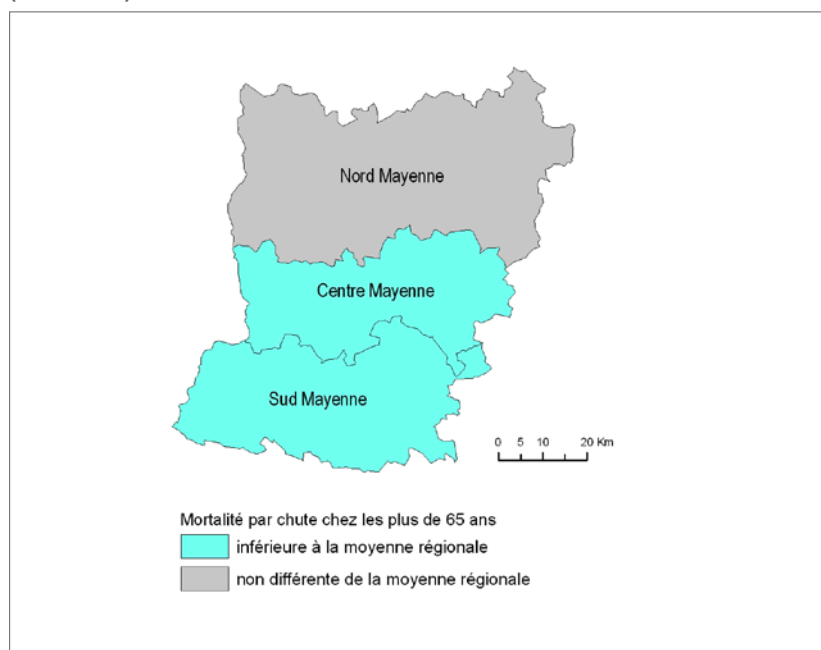 Nord Mayenne
Centre Mayenne
Sud Mayenne
0 5 10 20 Km
Mortalité par chute chez les plus de 65 ans
inférieure à la moyenne régionale
non différente de la moyenne régionale